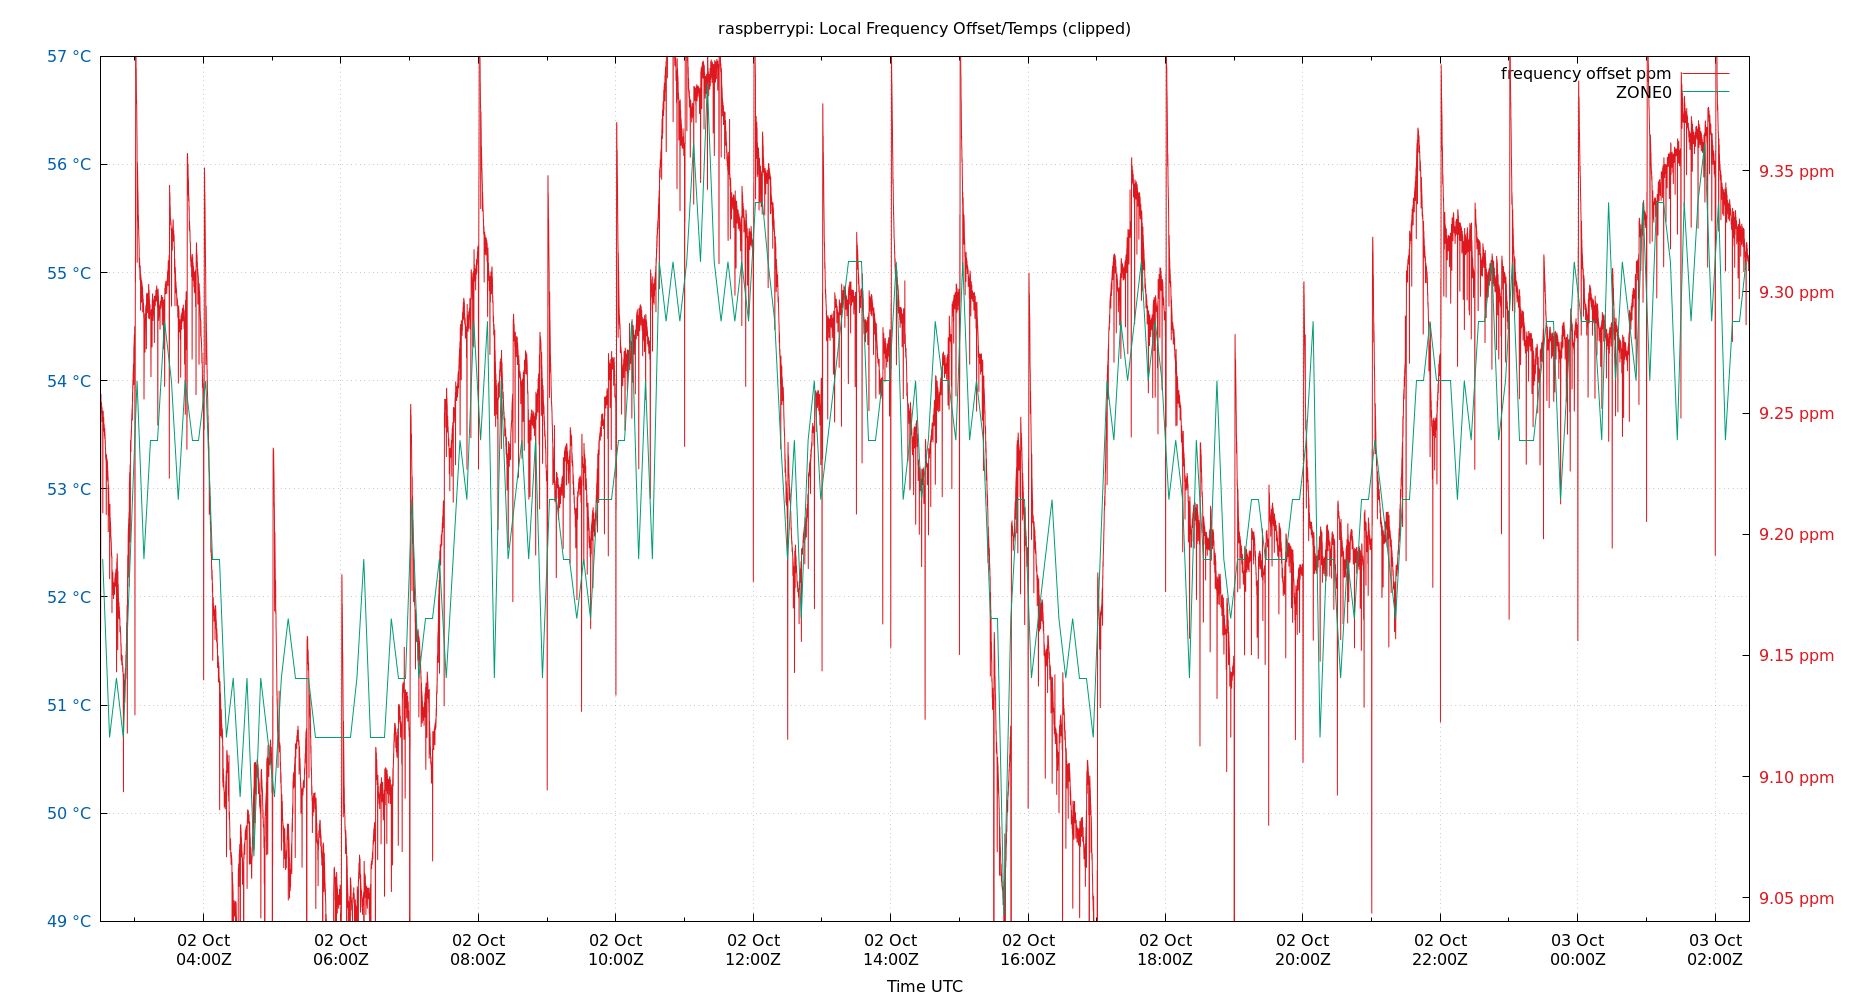 raspberrypi: Local Frequency Offset/Temps (clipped)
57 °C
56 °C
55 °C
54 °C
53 °C
52 °C
51 °C
50 °C
49 °C
frequency offset ppm
ZONE0
9.35 ppm
9.30 ppm
9.25 ppm
9.20 ppm
9.15 ppm
9.10 ppm
9.05 ppm
02 Oct 02 Oct 02 Oct 02 Oct 02 Oct 02 Oct 02 Oct 02 Oct 02 Oct 02 Oct 03 Oct 03 Oct
04:00Z 06:00Z 08:00Z 10:00Z 12:00Z 14:00Z 16:00Z 18:00Z 20:00Z 22:00Z 00:00Z 02:00Z
Time UTC